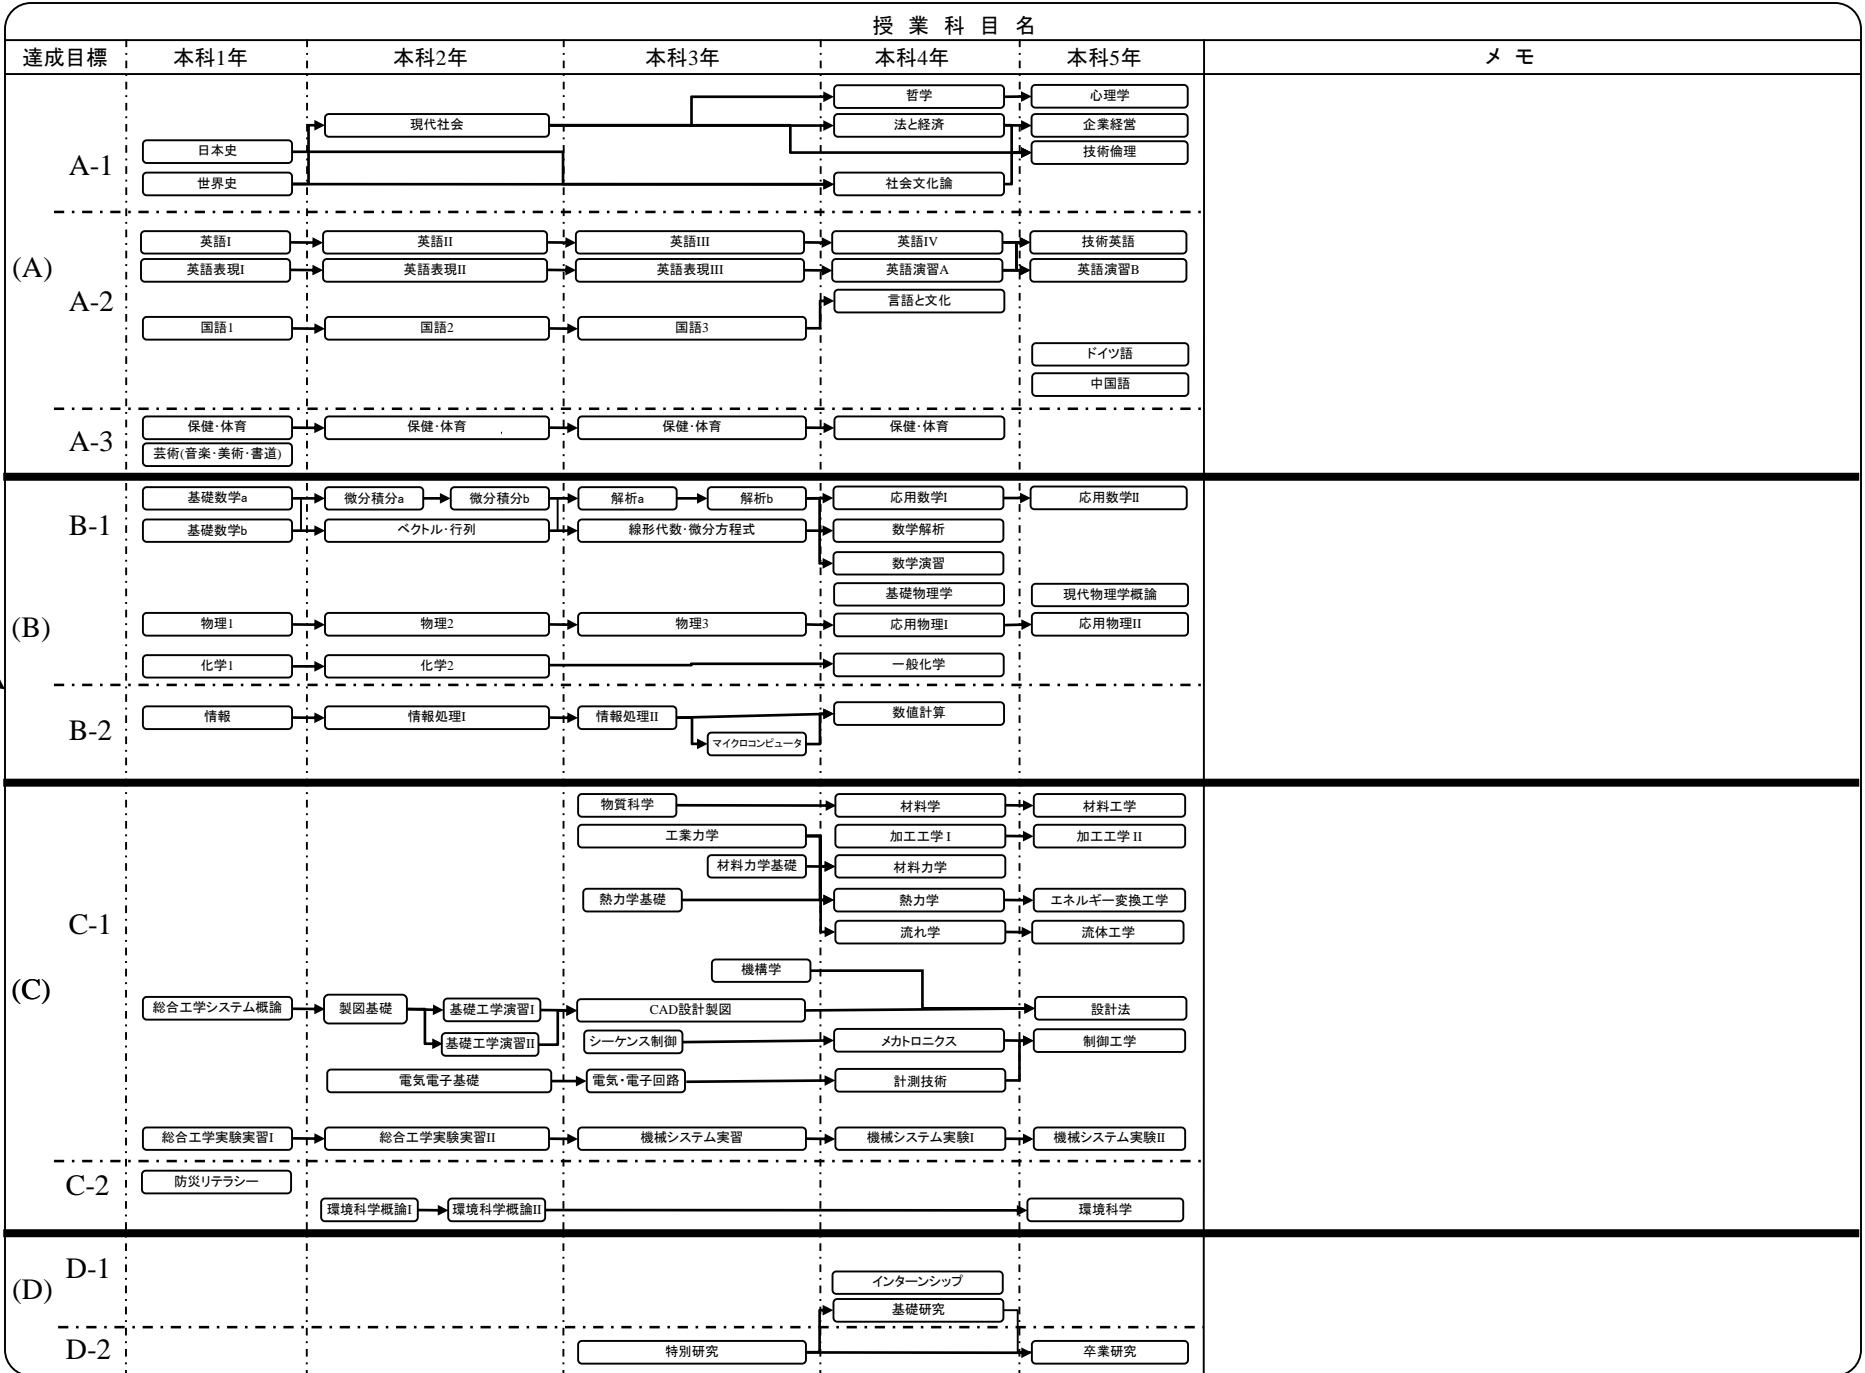 授 業 科 目 名
達成目標 本科1年 本科2年 本科3年 本科4年 本科5年 メ モ
哲学 心理学
現代社会 法と経済 企業経営
日本史 技術倫理
A-1
世界史 社会文化論
英語I 英語II 英語III 英語IV 技術英語
(A)
英語表現I 英語表現II 英語表現III 英語演習A 英語演習B
A-2
言語と文化
国語1 国語2 国語3
ドイツ語
中国語
保健・体育 保健・体育 保健・体育 保健・体育
A-3
芸術(音楽・美術・書道)
基礎数学a 微分積分a 微分積分b 解析a 解析b 応用数学I 応用数学II
B-1
基礎数学b ベクトル・行列 線形代数・微分方程式 数学解析
数学演習
基礎物理学 現代物理学概論
(B)
物理1 物理2 物理3 応用物理I 応用物理II
化学1 化学2 一般化学
情報 情報処理I 情報処理II 数値計算
B-2
マイクロコンピュータ
物質科学 材料学 材料工学
工業力学 加工工学 I 加工工学 II
材料力学基礎 材料力学
熱力学基礎 熱力学 エネルギー変換工学
C-1
流れ学 流体工学
機構学
(C)
総合工学システム概論 製図基礎 基礎工学演習I CAD設計製図 設計法
基礎工学演習II シーケンス制御 メカトロニクス 制御工学
電気電子基礎 電気・電子回路 計測技術
総合工学実験実習I 総合工学実験実習II 機械システム実習 機械システム実験I 機械システム実験II
C-2
防災リテラシー
環境科学概論I 環境科学概論II 環境科学
D-1
(D)
インターンシップ
基礎研究
D-2
特別研究 卒業研究